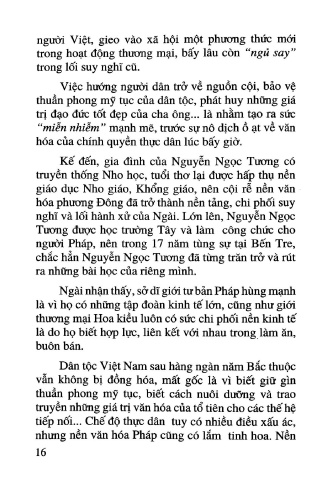 người Việt, gieo vào xã hội một phương thức mới
trong hoạt động thương mại, bấy lâu còn “ngủ say”
trong lối suy nghĩ cũ.
Việc hướng người dân trở về nguồn cội, bảo vệ
thuần phong mỹ tục của dân tộc, phát huy những giá
trị đạo đức tốt đẹp của cha ông... là nhằm tạo ra sức
“miễn nhiễm” mạnh mẽ, trước sự nô dịch ồ ạt về văn
hóa của chính quyền thực dân lúc bấy giờ.
Kế đến, gia đình của Nguyễn Ngọc Tương có
truyền thống Nho học, tuổi thơ lại được hấp thụ nền
giáo dục Nho giáo, Khổng giáo, nên cội rễ nền văn
hóa phương Đông đã trở thành nền tảng, chi phối suy
nghĩ và lối hành xử của Ngài. Lớn lên, Nguyễn Ngọc
Tương được học trường Tây và làm công chức cho
người Pháp, nên trong 17 năm tùng sự tại Bến Tre,
chắc hẳn Nguyễn Ngọc Tương đã từng trăn trở và rút
ra những bài học của riêng mình.
Ngài nhận thấy, sở dĩ giới tư bản Pháp hùng mạnh
là vì họ có những tập đoàn kinh tế lớn, cũng như giới
thương mại Hoa kiều luôn có sức chi phối nền kinh tế
là do họ biết hợp lực, liên kết với nhau trong làm ăn,
buôn bán.
Dân tộc Việt Nam sau hàng ngàn năm Bắc thuộc
vẫn không bị đồng hóa, mất gốc là vì biết giữ gìn
thuần phong mỹ tục, biết cách nuôi dưỡng và trao
truyền những giá trị văn hóa của tổ tiên cho các thế hệ
tiếp nối... Chế độ thực dân tuy có nhiều điều xấu ác,
nhưng nền văn hóa Pháp cũng có lắm tinh hoa. Nền
16